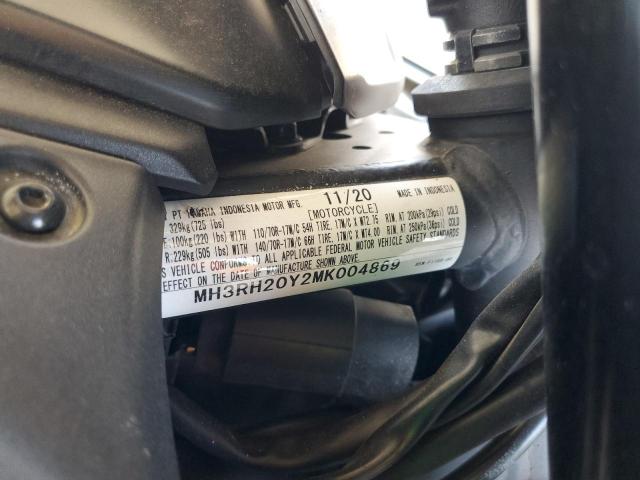 PT YAMAHA INDONESIA MOTOR MFG. 11/20 MADE IN INDONESIA
329kg(725 lbs) [MOTORCYCLE]
100kg(220 lbs) WITH 110/70R-17M/C 54H TIRE, 17M/C X MT2.75 RIM, AT 200kPa(29psi) COLD
R:229kg(505 lbs) WITH 140/70R-17M/C 66H TIRE, 17M/C X MT4.00 RIM, AT 250kPa(36psi) COLD
S VEHICLE CONFORMS TO ALL APPLICABLE FEDERAL MOTOR VEHICLE SAFETY STANDARDS
EFFECT ON THE DATE OF MANUFACTURE SHOWN ABOVE.
MH3RH20Y2MK004869